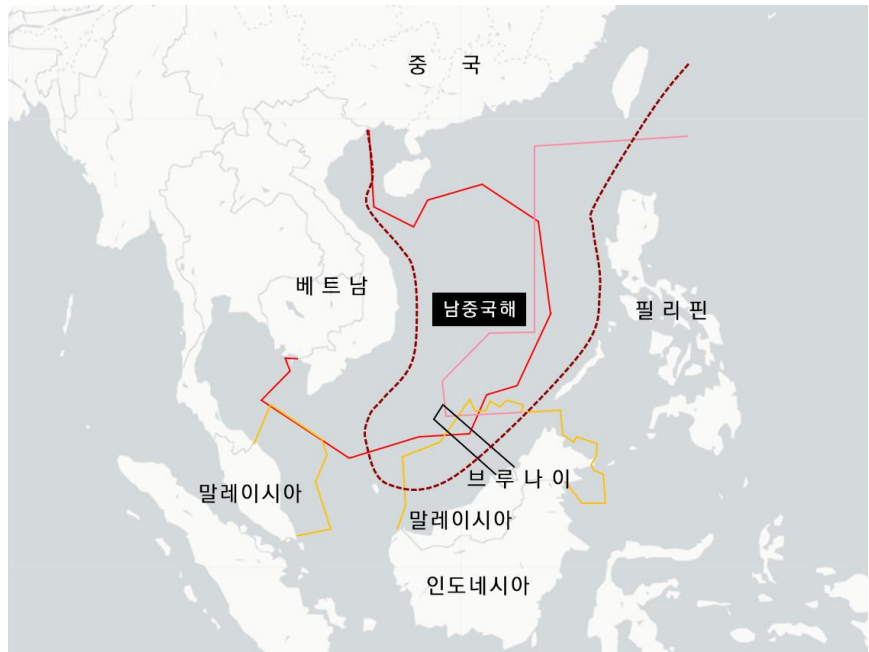 중 국
베 트 남
남중국해
필 리 핀
브 루 나 이
말레이시아
말레이시아
인도네시아